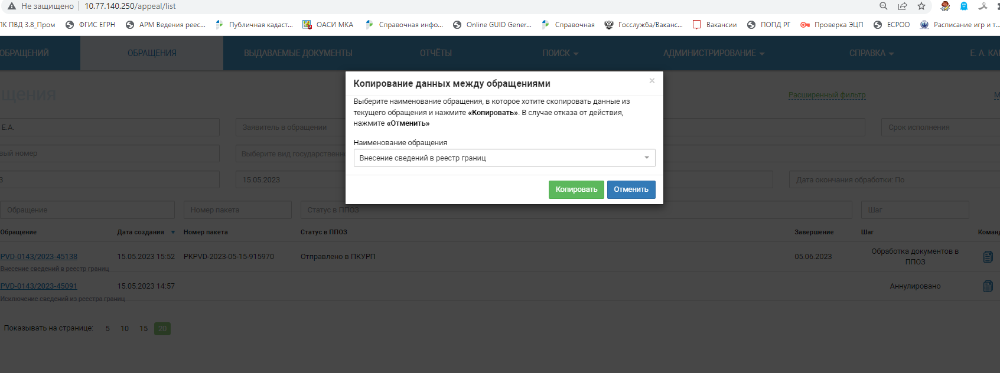 Не защищено 10.77.140.250/appeal/list
ПК ПВД 3.8_Пром ФГИС ЕГРН АРМ Ведения реес... Публичная кадаст... ОАСИ МКА Справочная инфо... Online GUID Gener... Справочная Госслужба/Ваканс... Вакансии ПОПД РГ Проверка ЭЦП ЕСРОО Расписание игр и т...
ОБРАЩЕНИЙ ОБРАЩЕНИЯ ВЫДАВАЕМЫЕ ДОКУМЕНТЫ ОТЧЁТЫ ПОИСК АДМИНИСТРИРОВАНИЕ СПРАВКА Е. А. КА
Копирование данных между обращениями ×
щения Расширенный фильтр М
Выберите наименование обращения, в которое хотите скопировать данные из
текущего обращения и нажмите «Копировать». В случае отказа от действия,
нажмите «Отменить»
Е.А. Заявитель в обращении Срок исполнения
Наименование обращения
вый номер Выберите вид государственн
Внесение сведений в реестр границ
3 15.05.2023 Дата окончания обработки: По
Копировать Отменить
Обращение Номер пакета Статус в ППОЗ Шаг
Обращение Дата создания Номер пакета Статус в ППОЗ Завершение Шаг Команд
PVD-0143/2023-45138 15.05.2023 15:52 PKPVD-2023-05-15-915970 Отправлено в ПКУРП 05.06.2023 Обработка документов в
ППОЗ
Внесение сведений в реестр границ
PVD-0143/2023-45091 15.05.2023 14:57 Аннулировано
Исключение сведений из реестра границ
Показывать на странице: 5 10 15 20